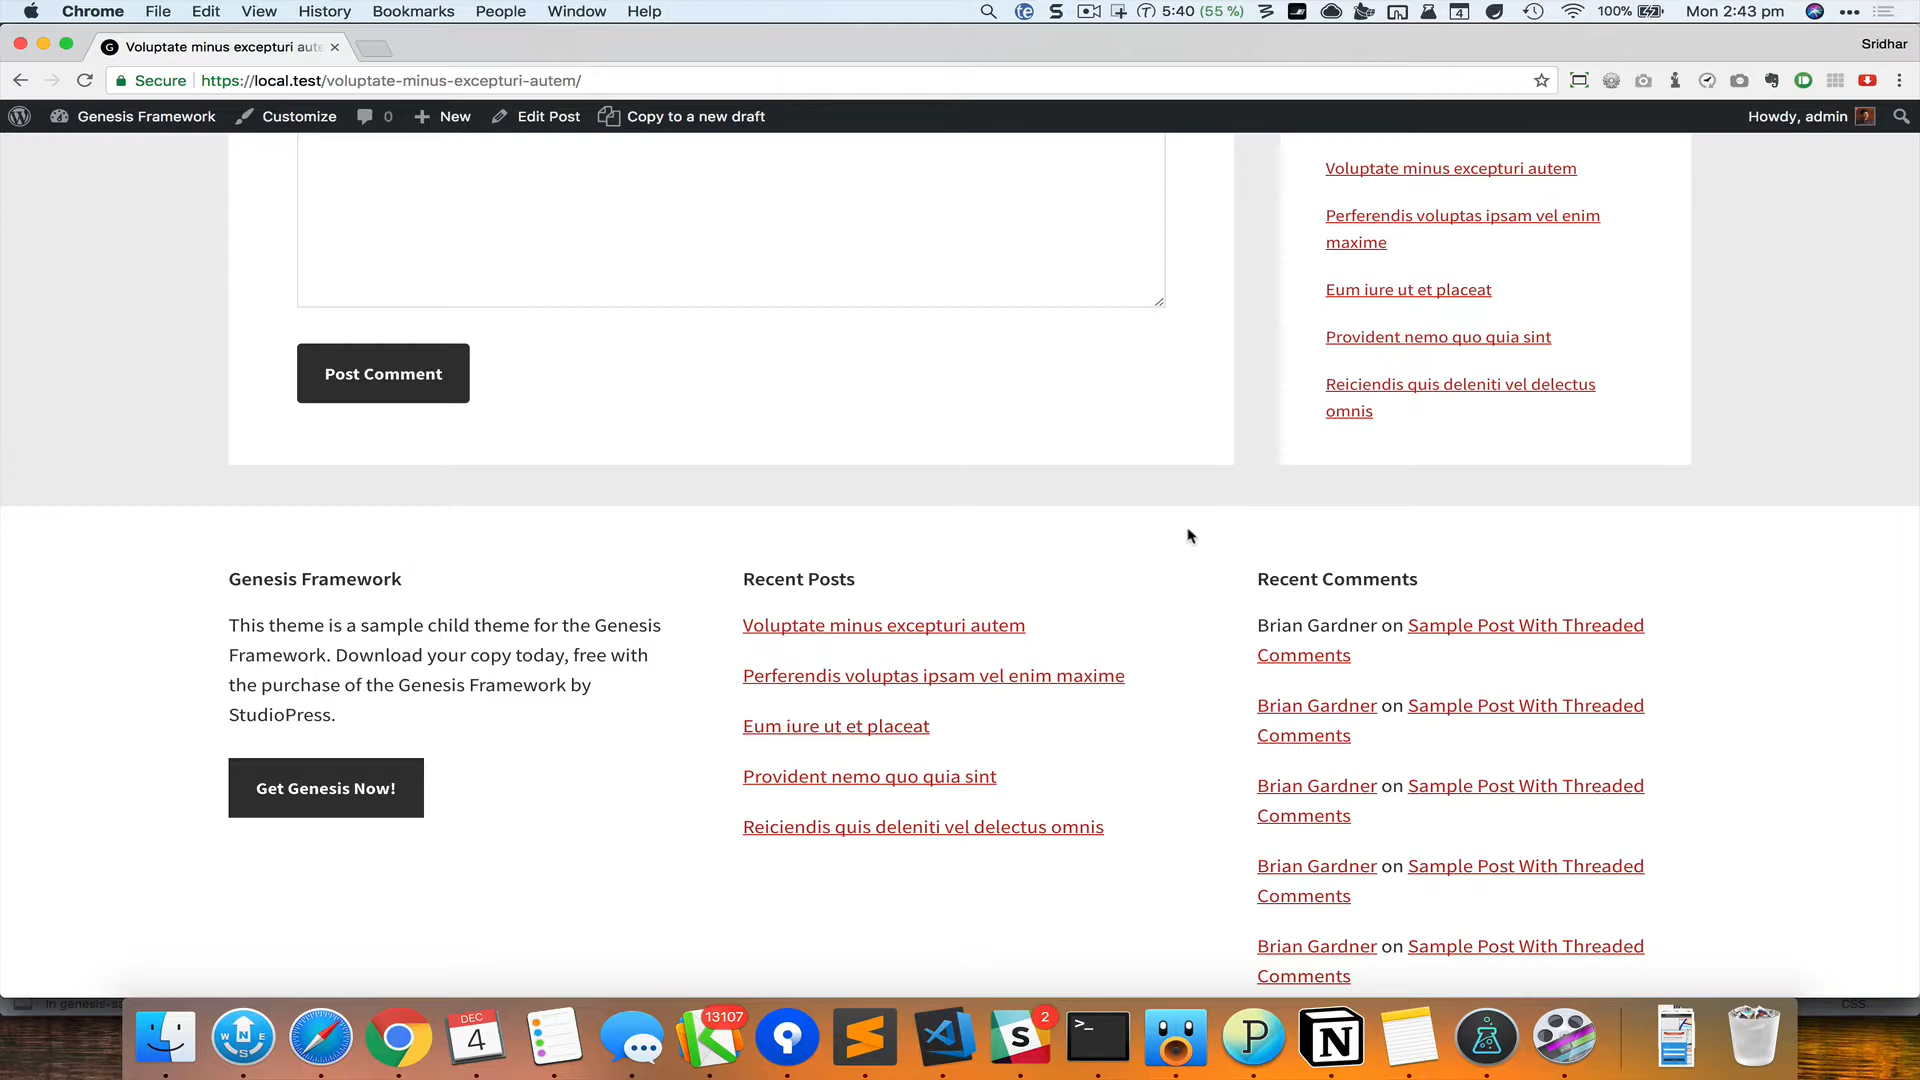 Chrome File Edit View History Bookmarks People Window Help 5:40 (55 %) 4 100% Mon 2:43 pm
Voluptate minus excepturi aute
Sridhar
Secure https://local.test/voluptate-minus-excepturi-autem/
Genesis Framework Customize 0 New Edit Post Copy to a new draft Howdy, admin
Voluptate minus excepturi autem
Perferendis voluptas ipsam vel enim
maxime
Eum iure ut et placeat
Provident nemo quo quia sint
Reiciendis quis deleniti vel delectus
omnis
Post Comment
Genesis Framework
This theme is a sample child theme for the Genesis
Framework. Download your copy today, free with
the purchase of the Genesis Framework by
StudioPress.
Get Genesis Now!
Recent Posts
Voluptate minus excepturi autem
Perferendis voluptas ipsam vel enim maxime
Eum iure ut et placeat
Provident nemo quo quia sint
Reiciendis quis deleniti vel delectus omnis
Recent Comments
Brian Gardner on Sample Post With Threaded
Comments
Brian Gardner on Sample Post With Threaded
Comments
Brian Gardner on Sample Post With Threaded
Comments
Brian Gardner on Sample Post With Threaded
Comments
Brian Gardner on Sample Post With Threaded
Comments
CSS
DEC
4
13107
2